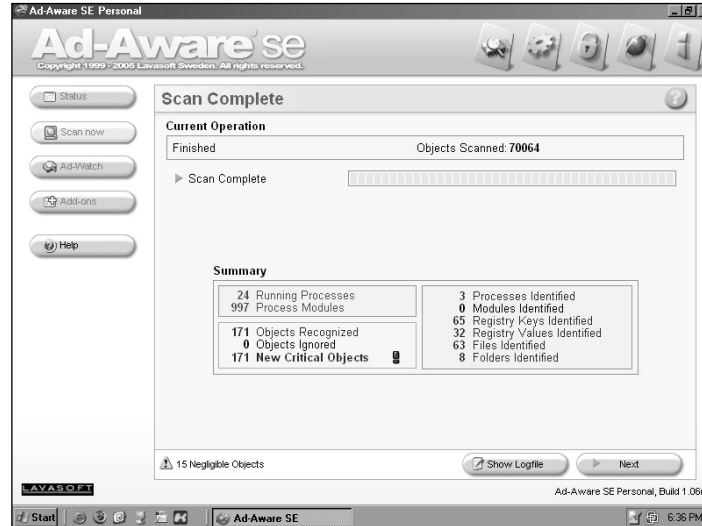 Ad-Aware SE Personal
Ad-Aware SE
Copyright 1999-2005 Lavasoft Sweden. All rights reserved.
Status
Scan now
Ad-Watch
Add-ons
Help
Scan Complete
Current Operation
Finished Objects Scanned: 70064
Scan Complete
Summary
24 Running Processes
997 Process Modules
171 Objects Recognized
0 Objects Ignored
171 New Critical Objects
3 Processes Identified
0 Modules Identified
65 Registry Keys Identified
32 Registry Values Identified
63 Files Identified
8 Folders Identified
15 Negligible Objects
Show Logfile
Next
LAVASOFT
Ad-Aware SE Personal, Build 1.06
Start
Ad-Aware SE
6:36 PM